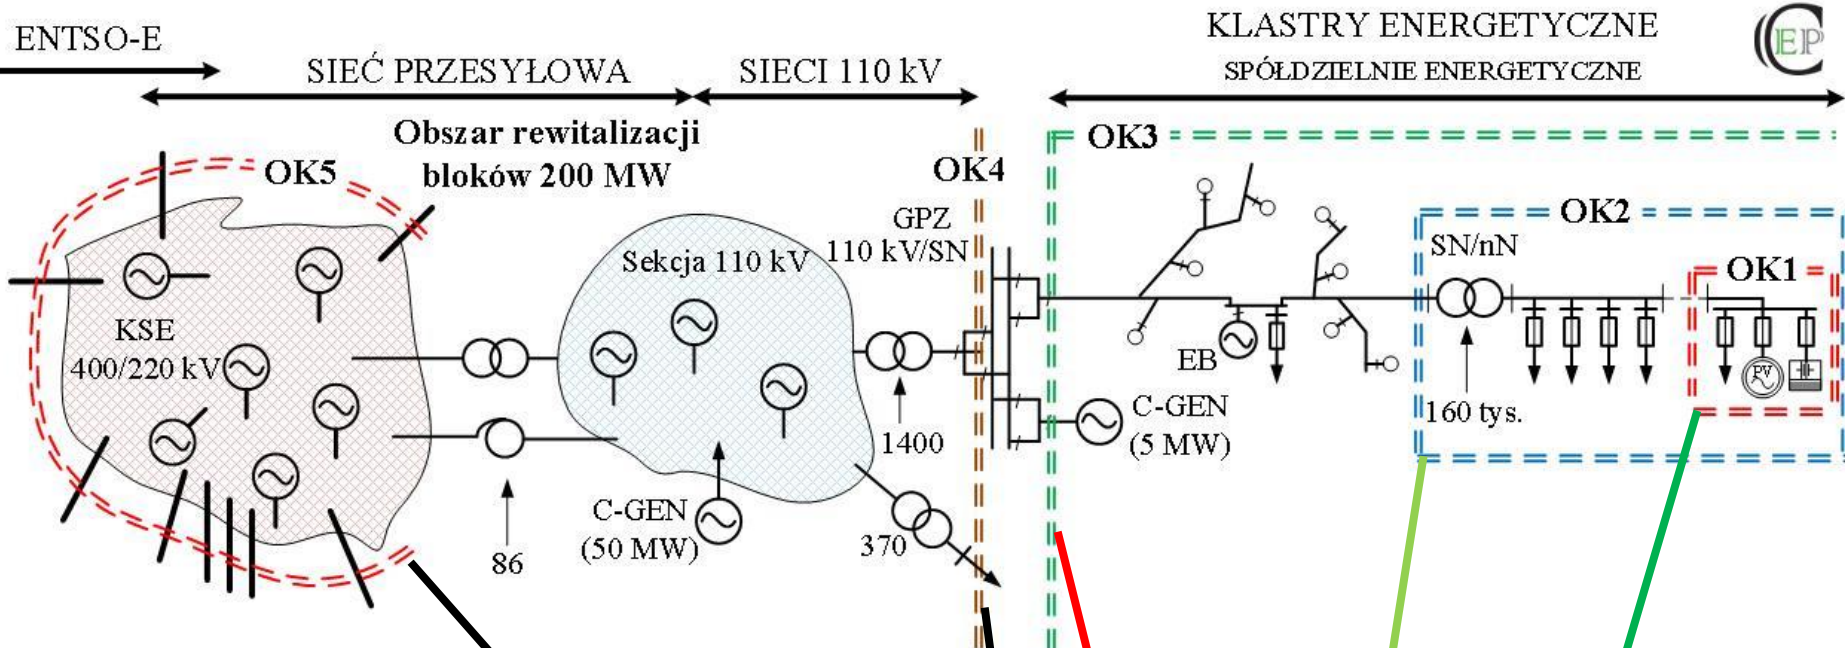 ENTSO-E
SIEĆ PRZESYŁOWA
SIECI 110 kV
KLASTRY ENERGETYCZNE
SPÓŁDZIELNIE ENERGETYCZNE
CEP
Obszar rewitalizacji
bloków 200 MW
OK5
OK4
OK3
OK2
OK1
GPZ
110 kV/SN
Sekcja 110 kV
SN/nN
KSE
400/220 kV
EB
PV
160 tys.
C-GEN
(5 MW)
1400
C-GEN
(50 MW)
86
370